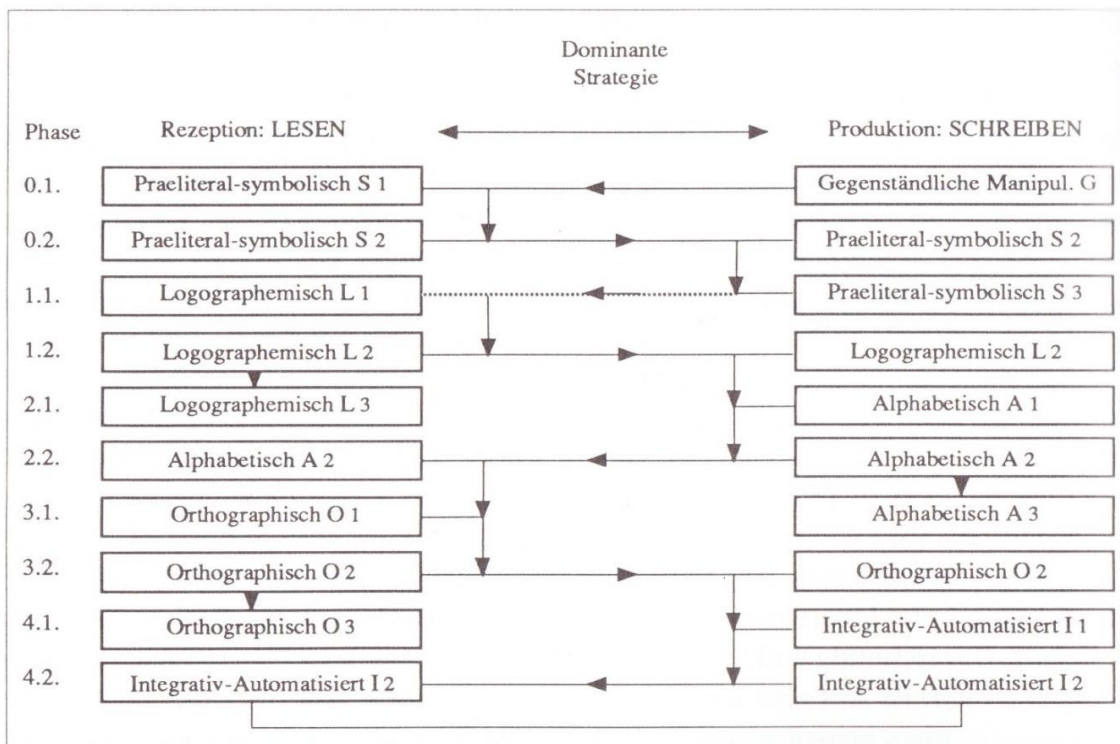 Dominante
Strategie
Phase Rezeption: LESEN Produktion: SCHREIBEN
0.1. Praeliteral-symbolisch S 1 Gegenständliche Manipul. G
0.2. Praeliteral-symbolisch S 2 Praeliteral-symbolisch S 2
1.1. Logographemisch L 1 Praeliteral-symbolisch S 3
1.2. Logographemisch L 2 Logographemisch L 2
2.1. Logographemisch L 3 Alphabetisch A 1
2.2. Alphabetisch A 2 Alphabetisch A 2
3.1. Orthographisch O 1 Alphabetisch A 3
3.2. Orthographisch O 2 Orthographisch O 2
4.1. Orthographisch O 3 Integrativ-Automatisiert I 1
4.2. Integrativ-Automatisiert I 2 Integrativ-Automatisiert I 2